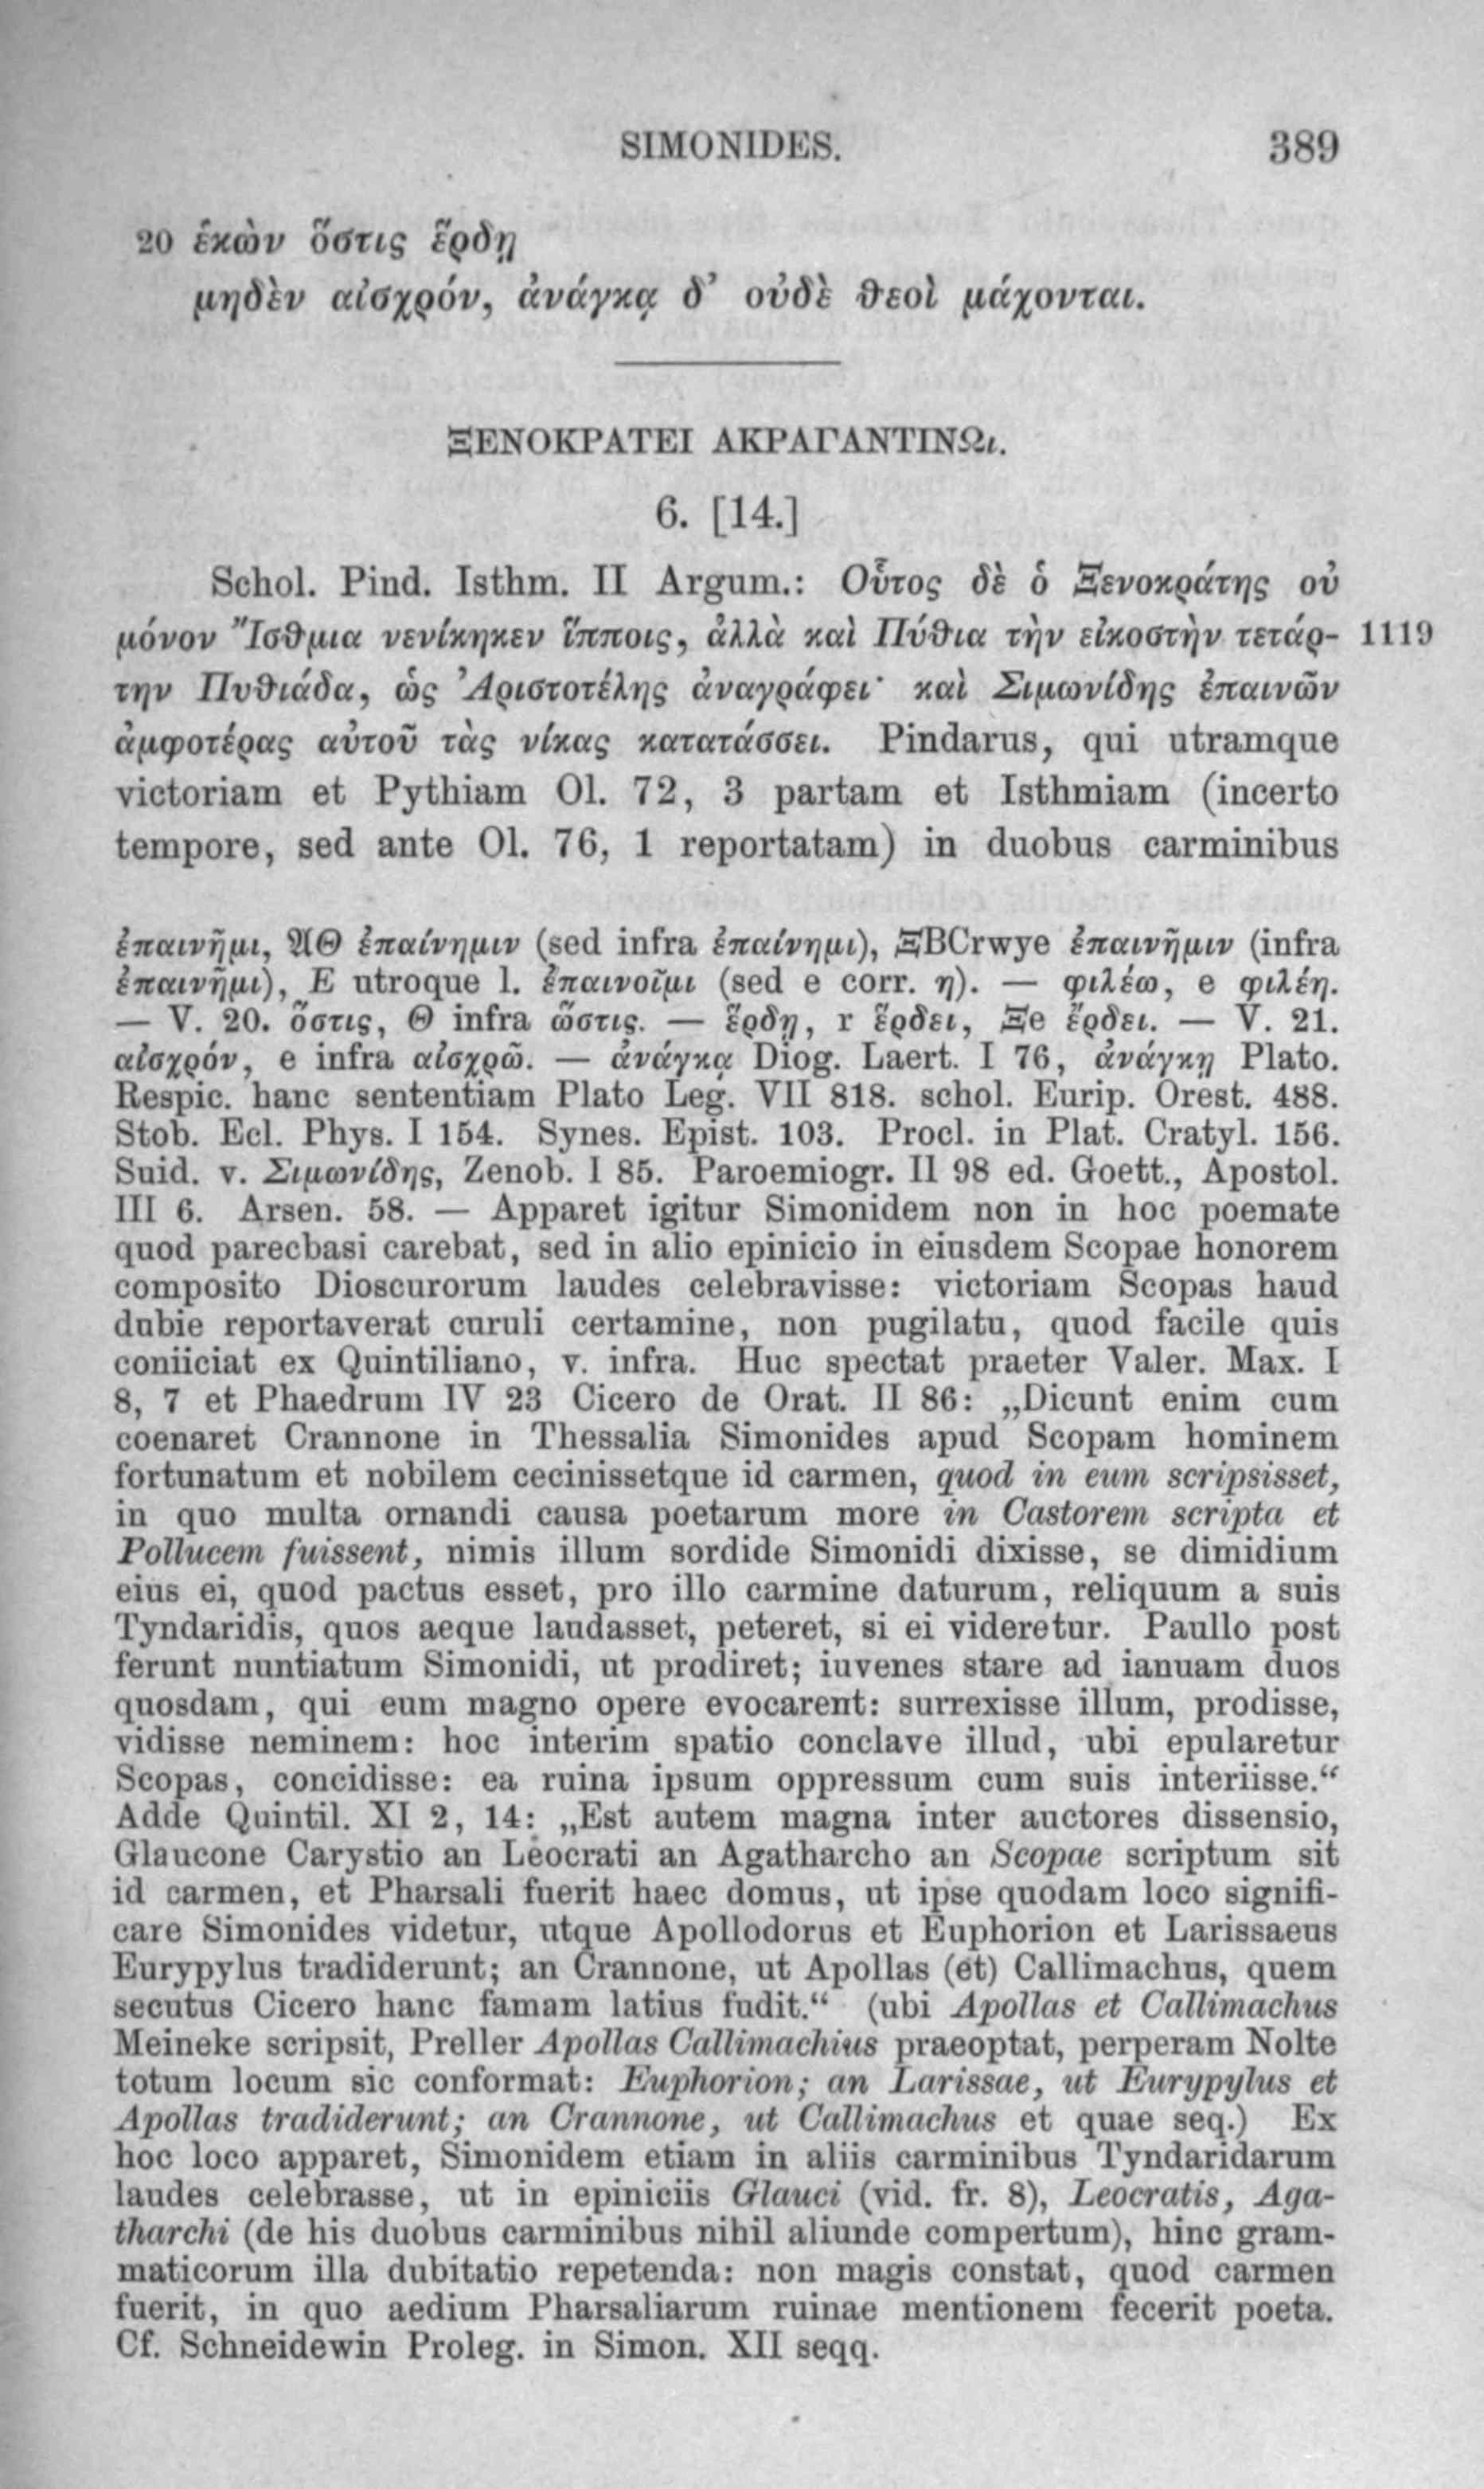 SIMONIDES. 389
20 ἑκὼν ὅστις ἔρδῃ
μηδὲν αἰσχρόν, ἀνάγκᾳ δ’ οὐδὲ θεοὶ μάχονται.
ΞΕΝΟΚΡΑΤΕΙ ΑΚΡΑΓΑΝΤΙΝΩι.
6. [14.]
Schol. Pind. Isthm. II Argum.: Οὗτος δὲ ὁ Ξενοκράτης οὐ
μόνον Ἴσθμια νενίκηκεν ἵπποις, ἀλλὰ καὶ Πύθια τὴν εἰκοστὴν τετάρ- 1119
την Πυθιάδα, ὡς Ἀριστοτέλης ἀναγράφει· καὶ Σιμωνίδης ἐπαινῶν
ἀμφοτέρας αὐτοῦ τὰς νίκας κατατάσσει. Pindarus, qui utramque
victoriam et Pythiam Ol. 72, 3 partam et Isthmiam (incerto
tempore, sed ante Ol. 76, 1 reportatam) in duobus carminibus
ἐπαινῆμι, 𝔄Θ ἐπαίνημιν (sed infra ἐπαίνημι), ΞBCrwye ἐπαινῆμιν (infra
ἐπαινῆμι), E utroque l. ἐπαινοῖμι (sed e corr. η). — φιλέω, e φιλέη.
— V. 20. ὅστις, Θ infra ὥστις. — ἔρδῃ, r ἔρδει, Ξe ἔρδει. — V. 21.
αἰσχρόν, e infra αἰσχρῶ. — ἀνάγκᾳ Diog. Laert. I 76, ἀνάγκῃ Plato.
Respic. hanc sententiam Plato Leg. VII 818. schol. Eurip. Orest. 488.
Stob. Ecl. Phys. I 154. Synes. Epist. 103. Procl. in Plat. Cratyl. 156.
Suid. v. Σιμωνίδης, Zenob. I 85. Paroemiogr. II 98 ed. Goett., Apostol.
III 6. Arsen. 58. — Apparet igitur Simonidem non in hoc poemate
quod parecbasi carebat, sed in alio epinicio in eiusdem Scopae honorem
composito Dioscurorum laudes celebravisse: victoriam Scopas haud
dubie reportaverat curuli certamine, non pugilatu, quod facile quis
coniiciat ex Quintiliano, v. infra. Huc spectat praeter Valer. Max. I
8, 7 et Phaedrum IV 23 Cicero de Orat. II 86: „Dicunt enim cum
coenaret Crannone in Thessalia Simonides apud Scopam hominem
fortunatum et nobilem cecinissetque id carmen, quod in eum scripsisset,
in quo multa ornandi causa poetarum more in Castorem scripta et
Pollucem fuissent, nimis illum sordide Simonidi dixisse, se dimidium
eius ei, quod pactus esset, pro illo carmine daturum, reliquum a suis
Tyndaridis, quos aeque laudasset, peteret, si ei videretur. Paullo post
ferunt nuntiatum Simonidi, ut prodiret; iuvenes stare ad ianuam duos
quosdam, qui eum magno opere evocarent: surrexisse illum, prodisse,
vidisse neminem: hoc interim spatio conclave illud, ubi epularetur
Scopas, concidisse: ea ruina ipsum oppressum cum suis interiisse.“
Adde Quintil. XI 2, 14: „Est autem magna inter auctores dissensio,
Glaucone Carystio an Leocrati an Agatharcho an Scopae scriptum sit
id carmen, et Pharsali fuerit haec domus, ut ipse quodam loco signifi-
care Simonides videtur, utque Apollodorus et Euphorion et Larissaeus
Eurypylus tradiderunt; an Crannone, ut Apollas (et) Callimachus, quem
secutus Cicero hanc famam latius fudit.“ (ubi Apollas et Callimachus
Meineke scripsit, Preller Apollas Callimachius praeoptat, perperam Nolte
totum locum sic conformat: Euphorion; an Larissae, ut Eurypylus et
Apollas tradiderunt; an Crannone, ut Callimachus et quae seq.) Ex
hoc loco apparet, Simonidem etiam in aliis carminibus Tyndaridarum
laudes celebrasse, ut in epiniciis Glauci (vid. fr. 8), Leocratis, Aga-
tharchi (de his duobus carminibus nihil aliunde compertum), hinc gram-
maticorum illa dubitatio repetenda: non magis constat, quod carmen
fuerit, in quo aedium Pharsaliarum ruinae mentionem fecerit poeta.
Cf. Schneidewin Proleg. in Simon. XII seqq.